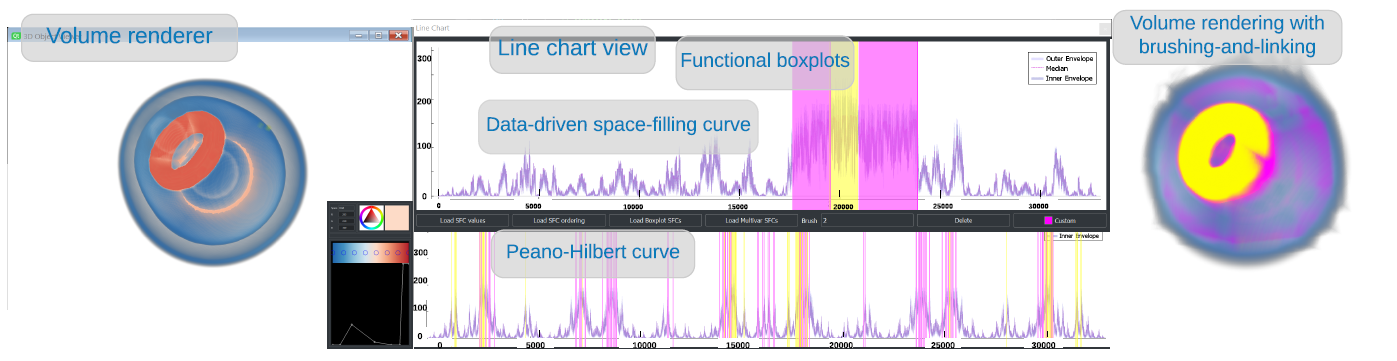 Volume renderer
Line Chart
Line chart view
Functional boxplots
Data-driven space-filling curve
Outer Envelope
Median
Inner Envelope
300
200
100
0
0 5000 10000 15000 20000 25000 30000
Load SFC values Load SFC ordering Load Boxplot SFCs Load Multivar SFCs Brush 2 Delete Custom
Peano-Hilbert curve
Inner Envelope
300
200
100
0
0 5000 10000 15000 20000 25000 30000
Volume rendering with
brushing-and-linking